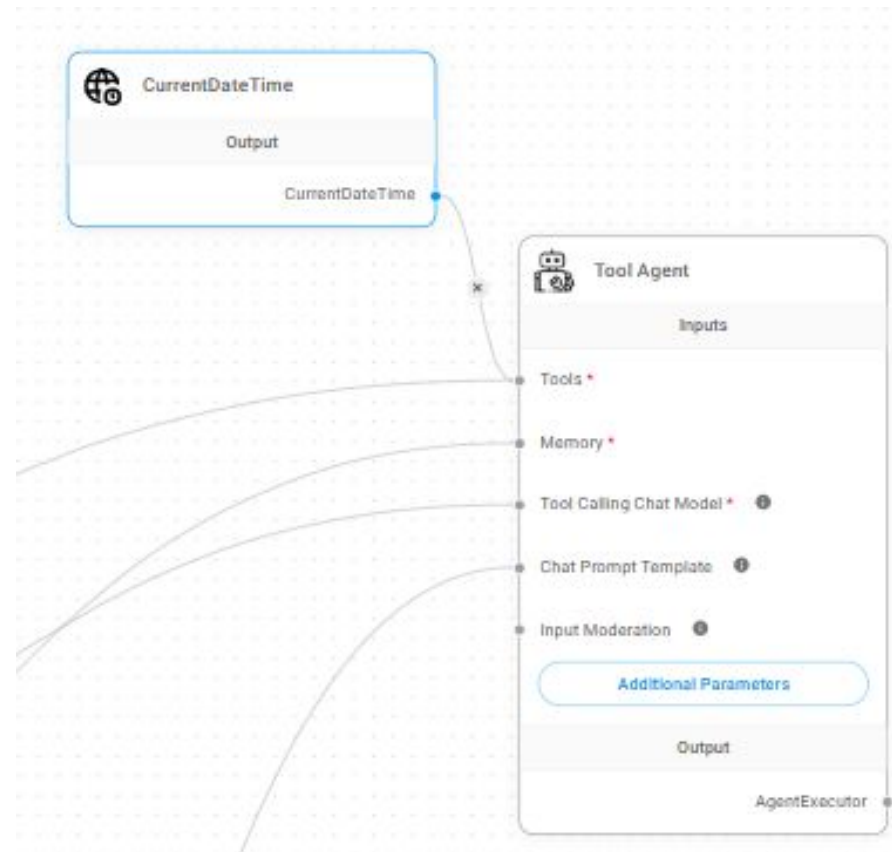 CurrentDateTime
Output
CurrentDateTime
Tool Agent
Inputs
Tools *
Memory *
Tool Calling Chat Model *
Chat Prompt Template
Input Moderation
Additional Parameters
Output
AgentExecutor